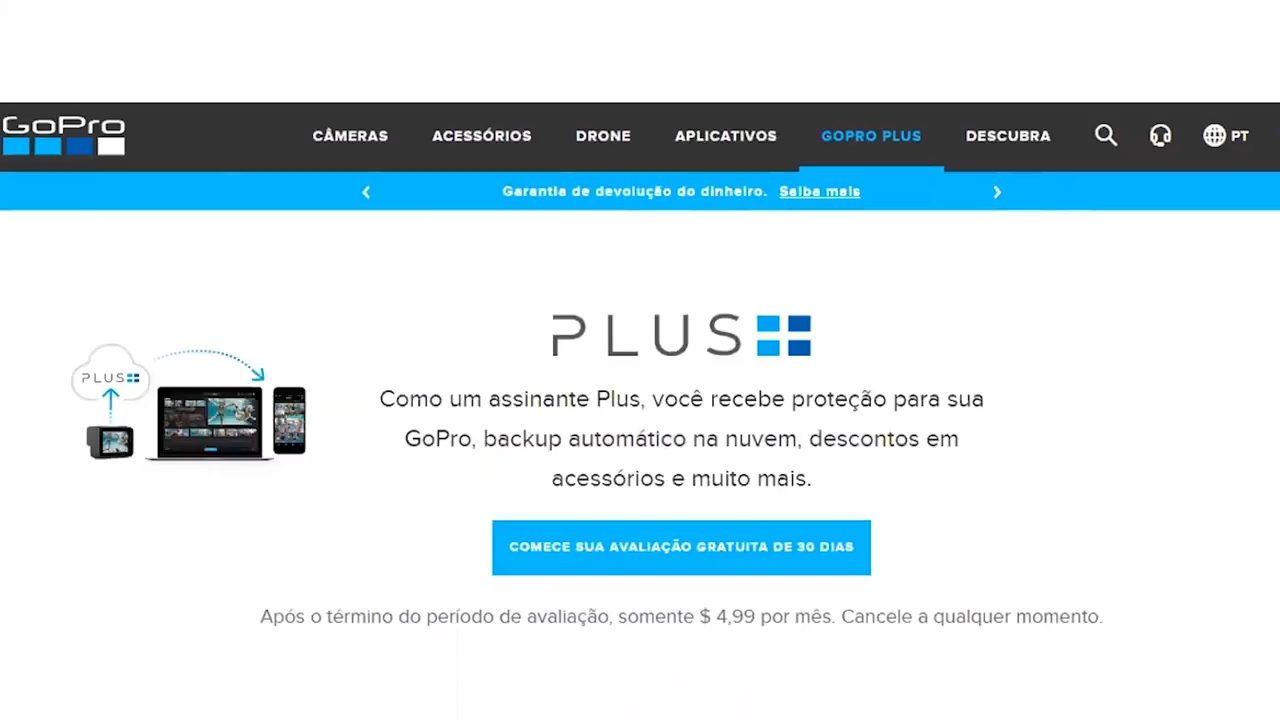 GoPro
CÂMERAS ACESSÓRIOS DRONE APLICATIVOS GOPRO PLUS DESCUBRA PT
Garantia de devolução do dinheiro. Saiba mais
PLUS
PLUS
Como um assinante Plus, você recebe proteção para sua
GoPro, backup automático na nuvem, descontos em
acessórios e muito mais.
COMECE SUA AVALIAÇÃO GRATUITA DE 30 DIAS
Após o término do período de avaliação, somente $ 4,99 por mês. Cancele a qualquer momento.